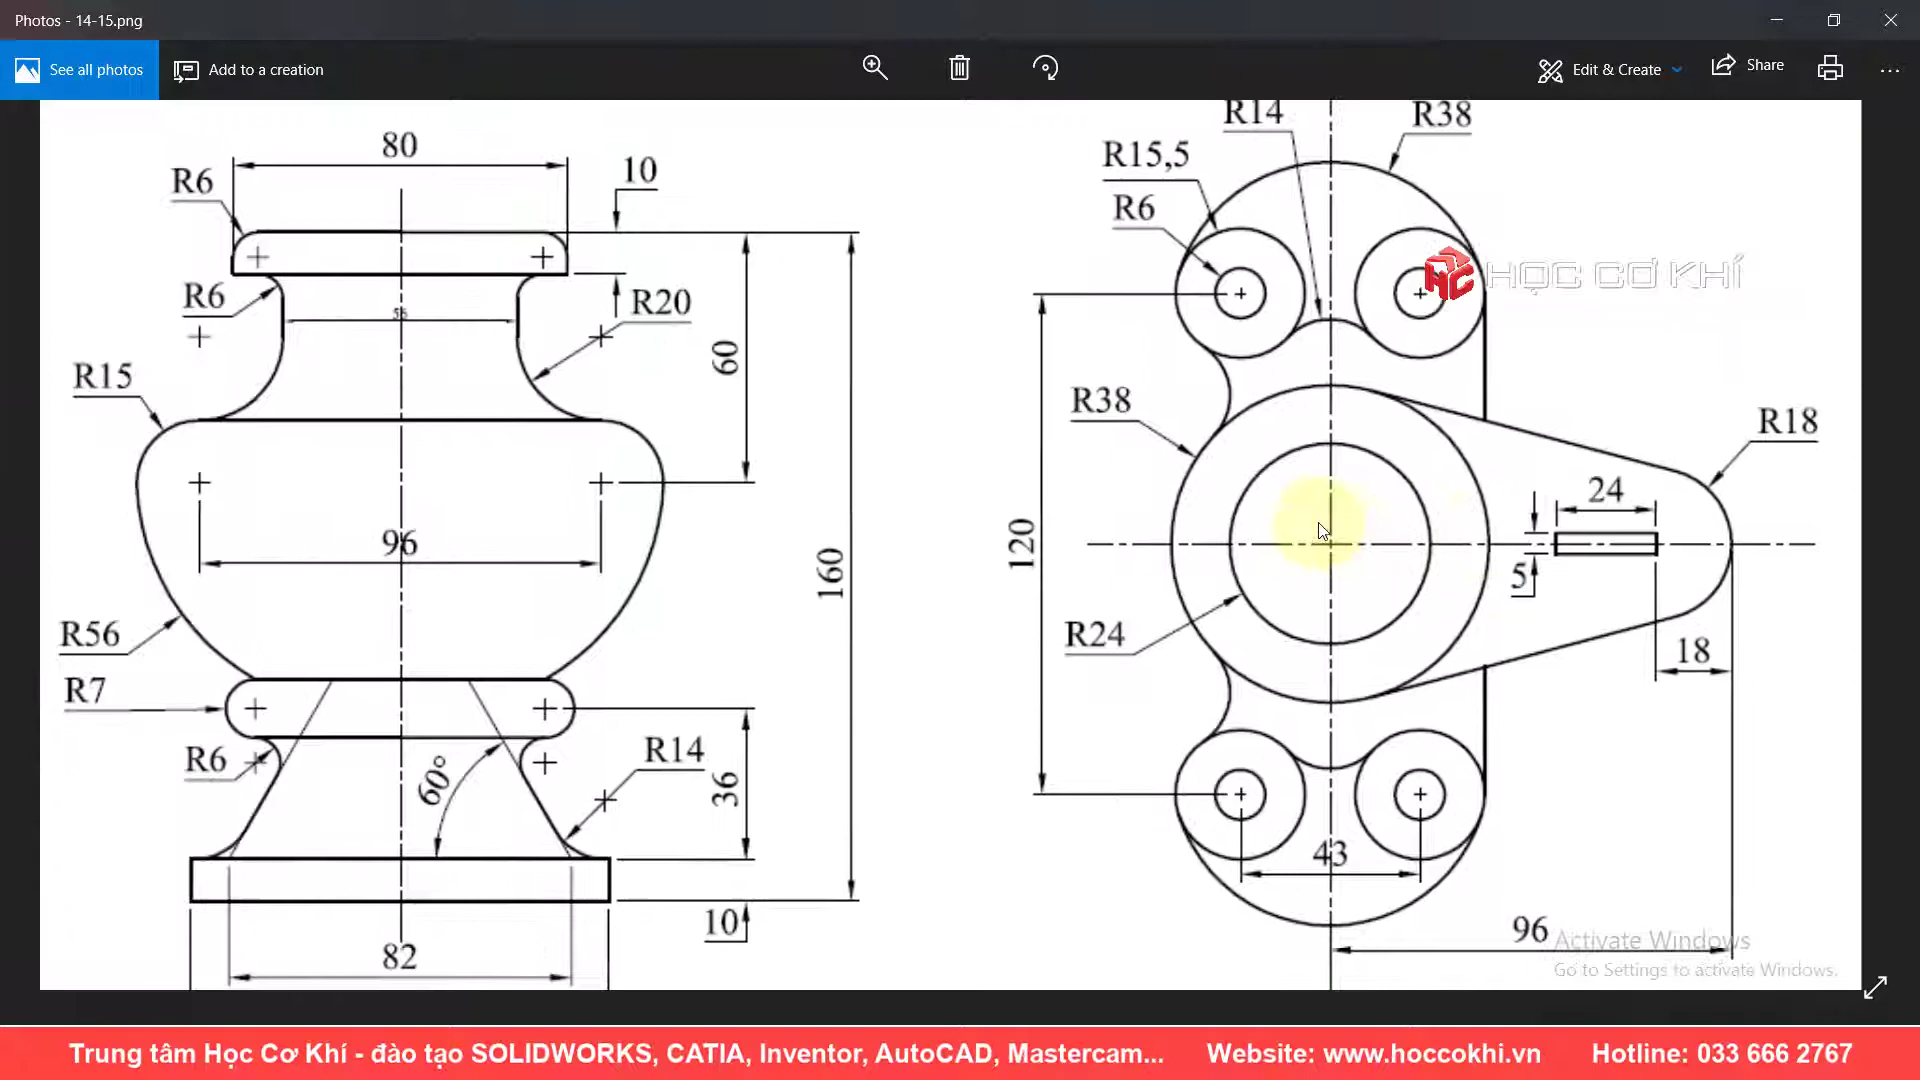 Photos - 14-15.png
See all photos
Add to a creation
Edit & Create
Share
80
R6
10
R6
56
R20
R15
60
96
160
R56
R7
R6
60°
R14
36
10
82
R14
R38
R15,5
R6
HỌC CƠ KHÍ
R38
R18
24
120
5
R24
18
43
96
Activate Windows
Go to Settings to activate Windows.
Trung tâm Học Cơ Khí - đào tạo SOLIDWORKS, CATIA, Inventor, AutoCAD, Mastercam... Website: www.hoccokhi.vn Hotline: 033 666 2767